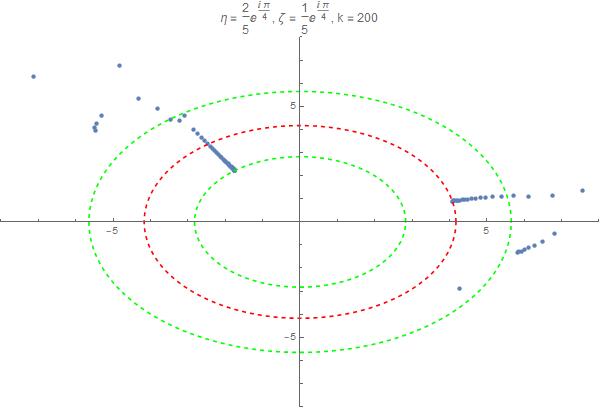 η = 2/5 e^(iπ/4), ζ = 1/5 e^(iπ/4), k = 200
5
-5
5
-5